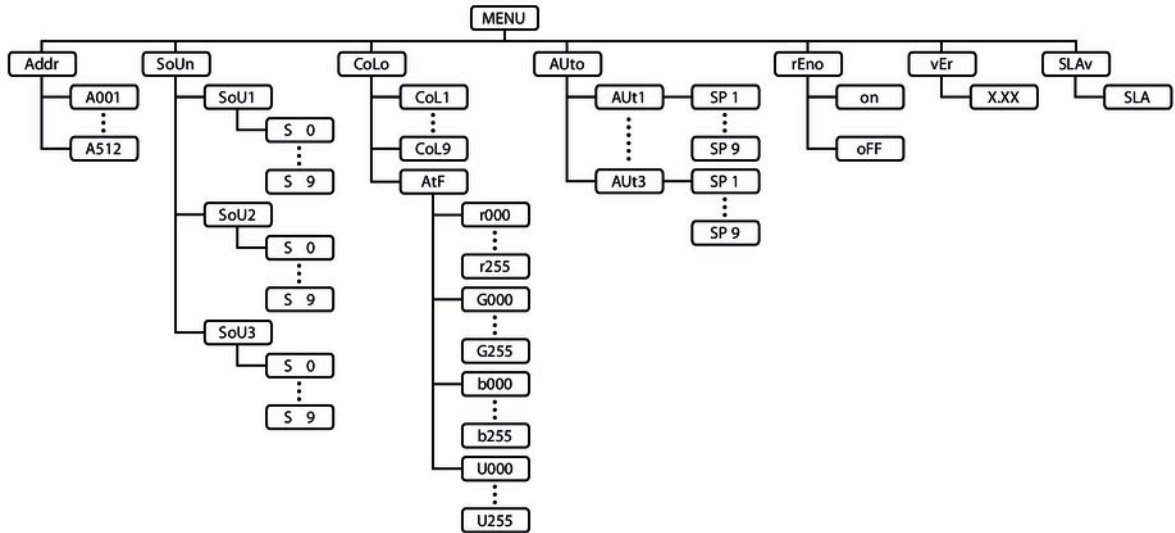 MENU
Addr
SoUn
CoLo
AUto
rEno
vEr
SLAv
A001
A512
SoU1
S 0
S 9
SoU2
S 0
S 9
SoU3
S 0
S 9
CoL1
CoL9
AtF
r000
r255
G000
G255
b000
b255
U000
U255
AUt1
SP 1
SP 9
AUt3
SP 1
SP 9
on
oFF
X.XX
SLA